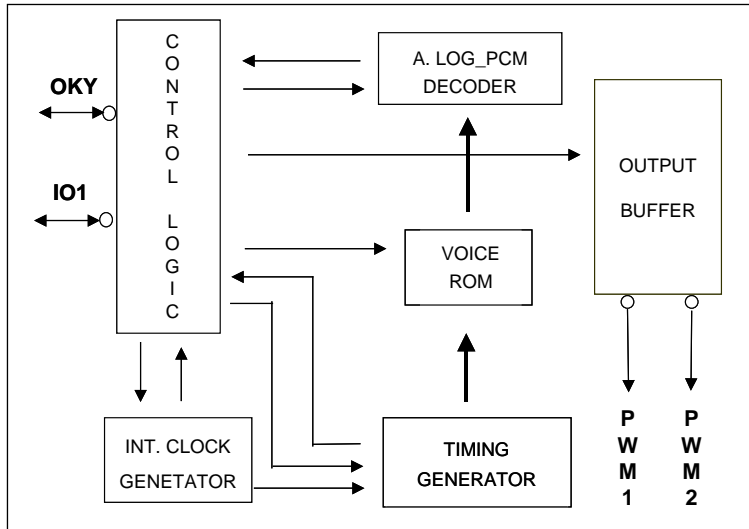 OKY
IO1
CONTROL LOGIC
A. LOG_PCM
DECODER
OUTPUT
BUFFER
VOICE
ROM
INT. CLOCK
GENETATOR
TIMING
GENERATOR
PWM1
PWM2